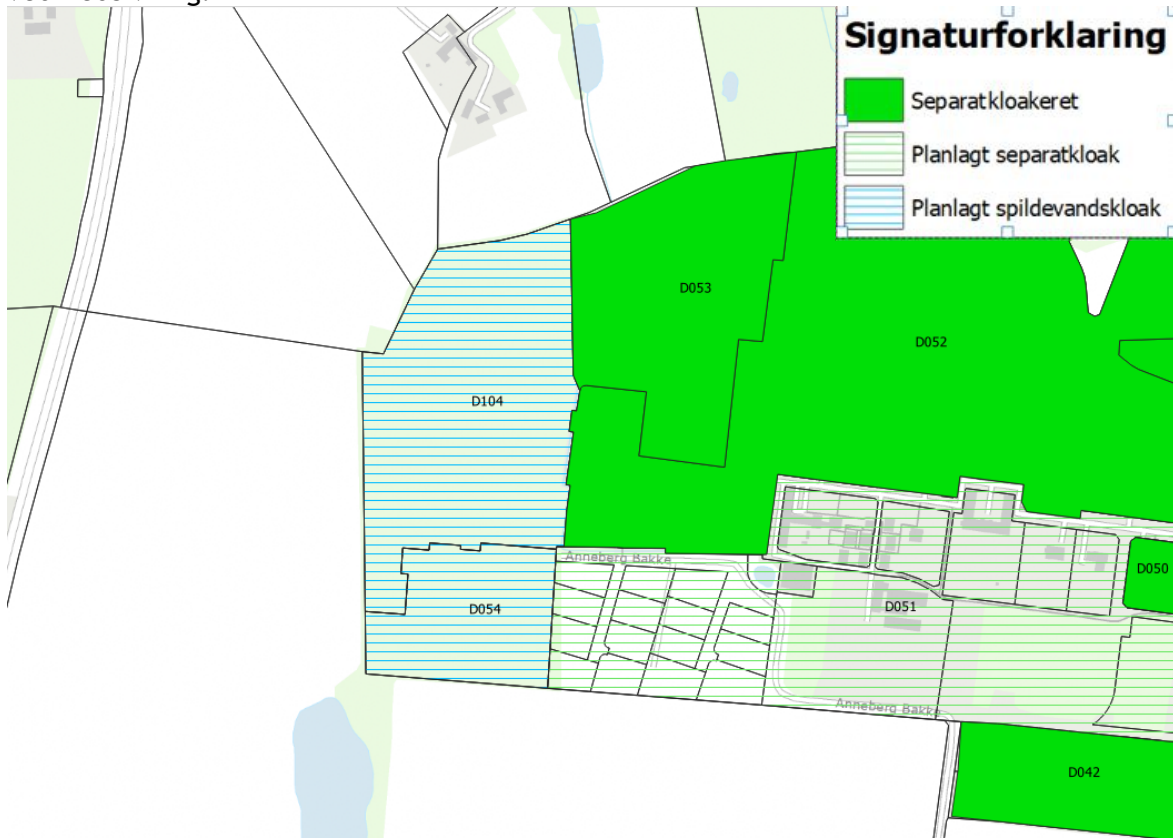 Signaturforklaring
Separatkloakeret
Planlagt separatkloak
Planlagt spildevandskloak
D053
D052
D104
Anneberg Bakke
D050
D054
D051
Anneberg Bakke
D042